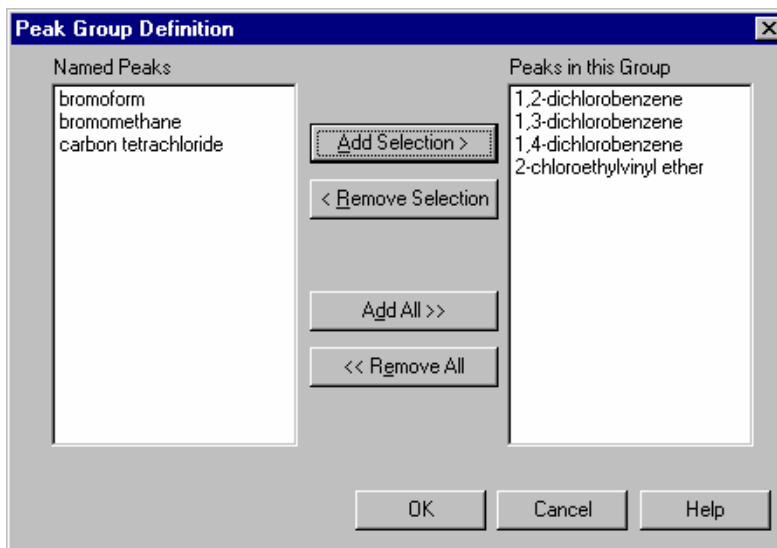 Peak Group Definition
Named Peaks
bromoform
bromomethane
carbon tetrachloride
Add Selection >
< Remove Selection
Add All >>
<< Remove All
Peaks in this Group
1,2-dichlorobenzene
1,3-dichlorobenzene
1,4-dichlorobenzene
2-chloroethylvinyl ether
OK
Cancel
Help